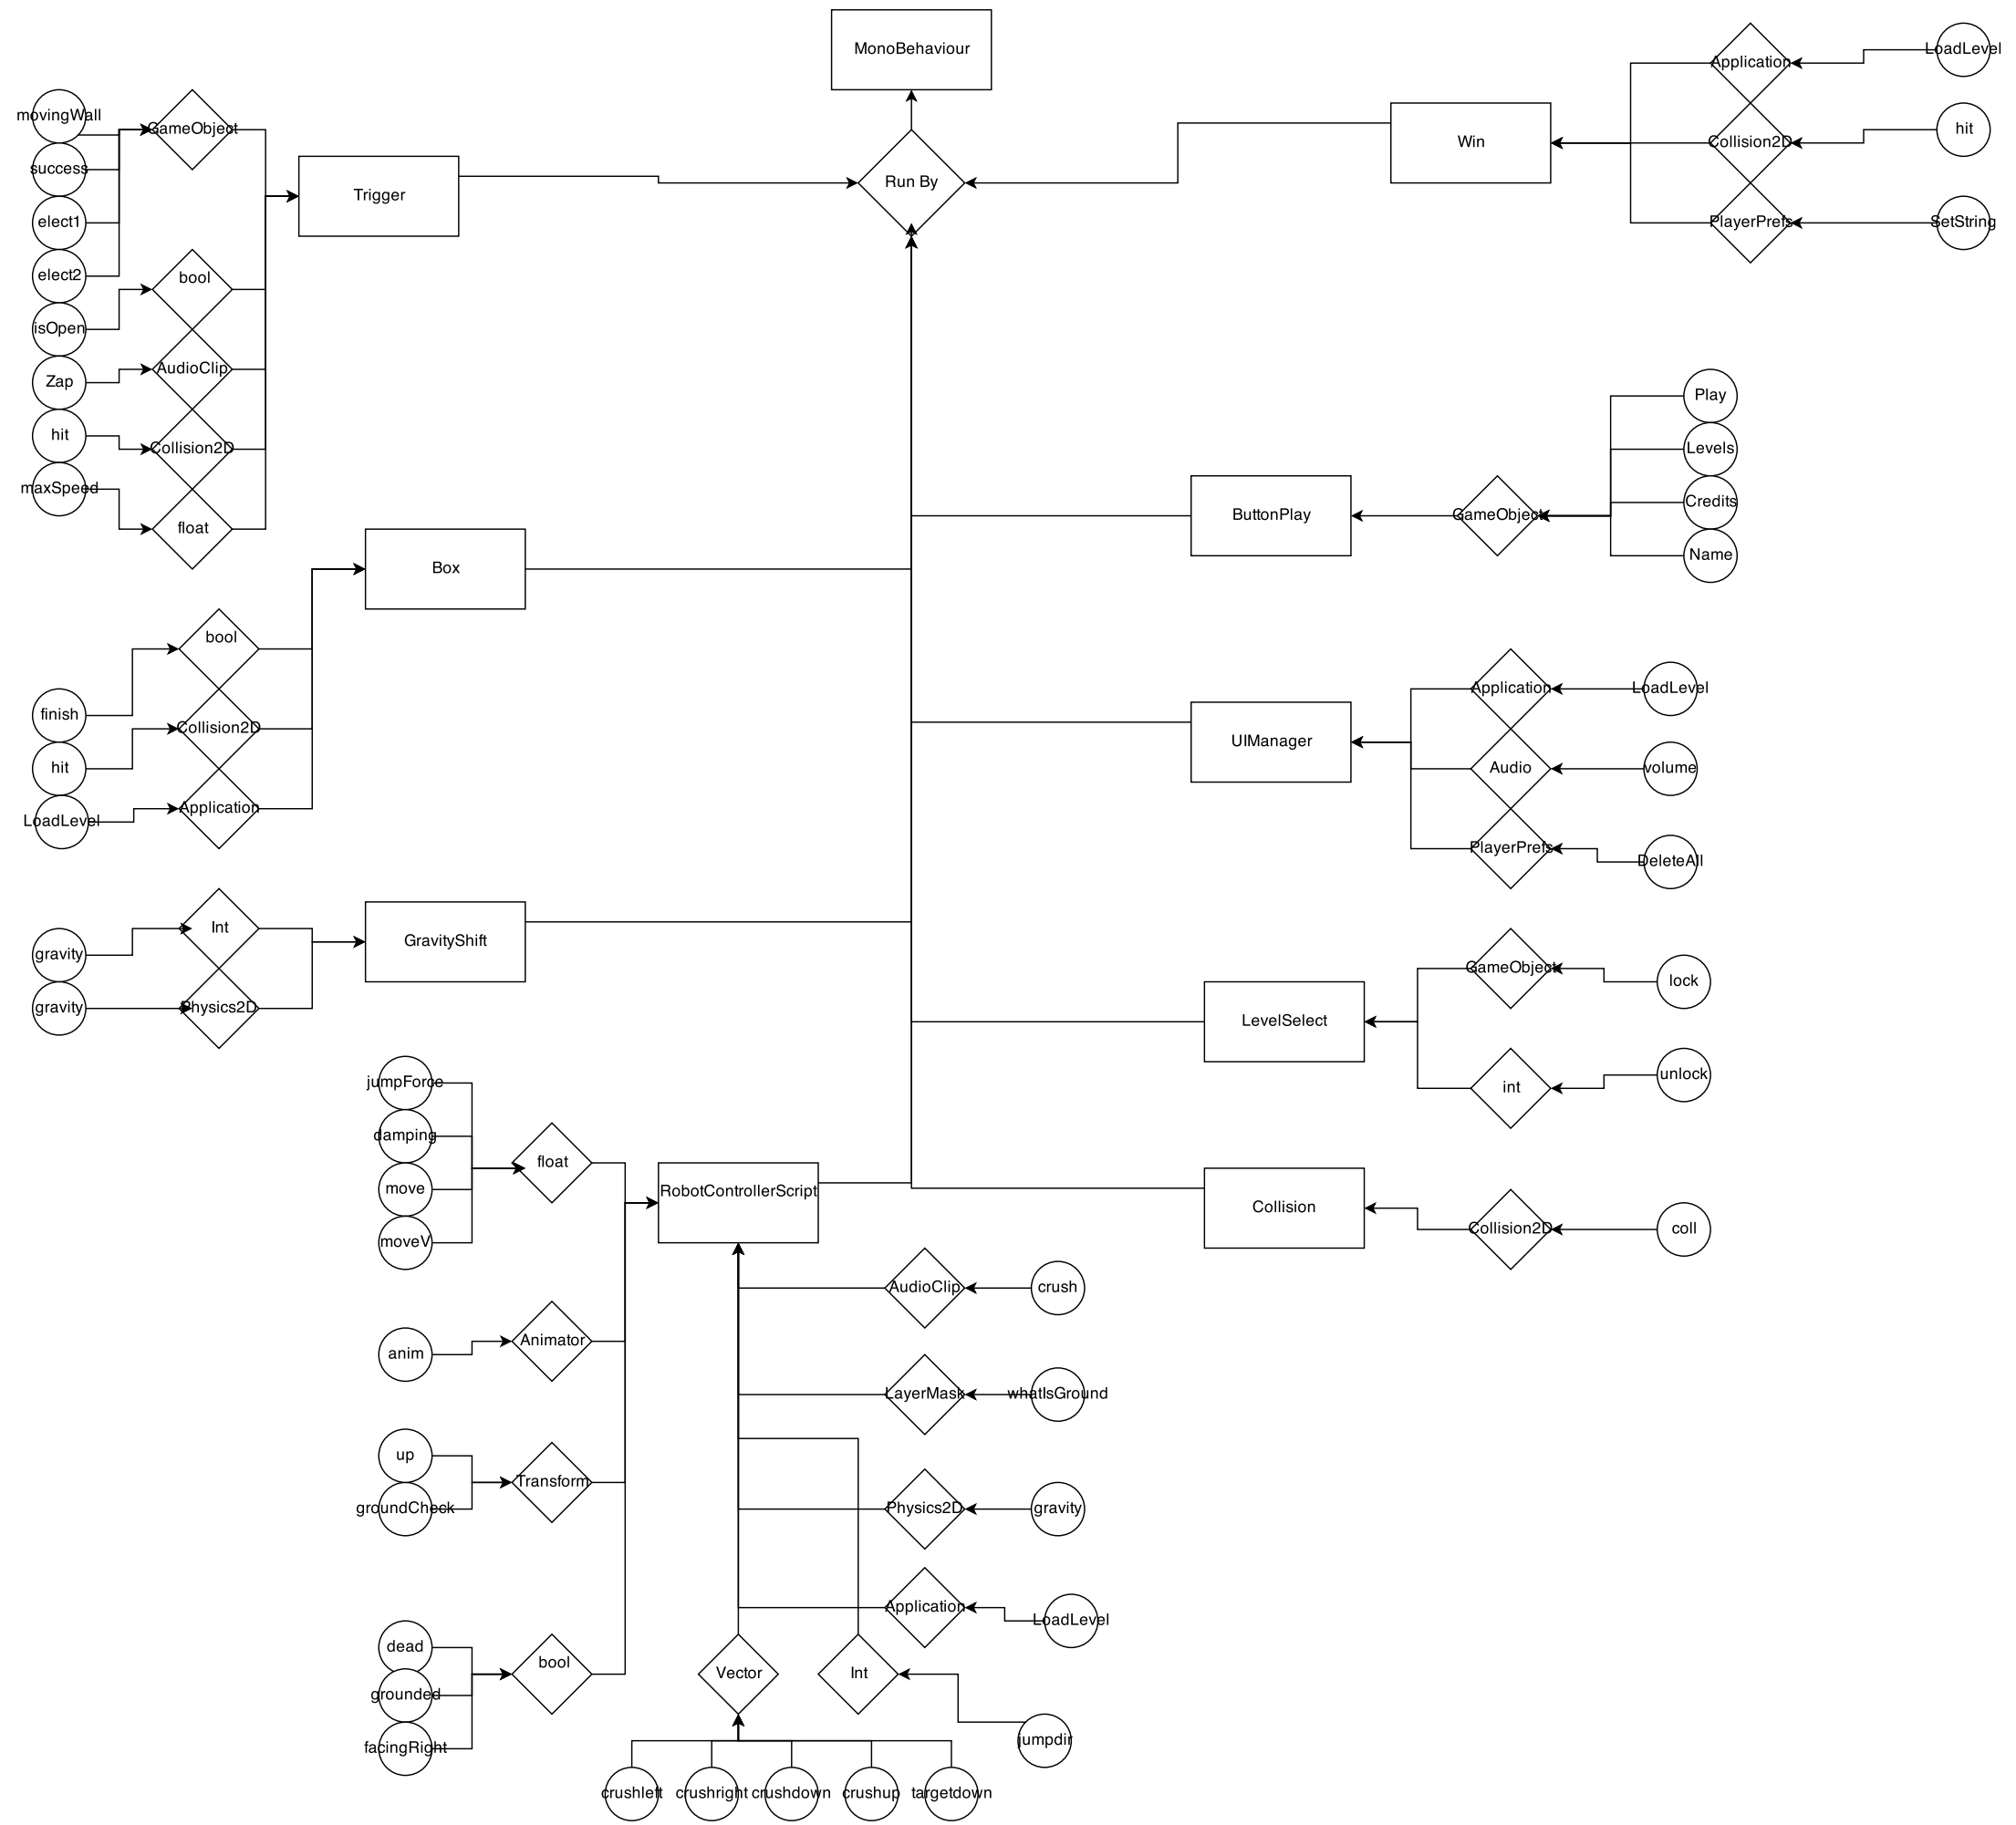 MonoBehaviour
Run By
movingWall
success
elect1
elect2
isOpen
Zap
hit
maxSpeed
GameObject
bool
AudioClip
Collision2D
float
Trigger
Win
Application
Collision2D
PlayerPrefs
LoadLevel
hit
SetString
Box
bool
Collision2D
Application
finish
hit
LoadLevel
ButtonPlay
GameObject
Play
Levels
Credits
Name
UIManager
Application
Audio
PlayerPrefs
LoadLevel
volume
DeleteAll
GravityShift
Int
Physics2D
gravity
gravity
LevelSelect
GameObject
int
lock
unlock
Collision
Collision2D
coll
RobotControllerScript
jumpForce
damping
move
moveV
float
anim
Animator
up
groundCheck
Transform
dead
grounded
facingRight
bool
AudioClip
crush
LayerMask
whatIsGround
Physics2D
gravity
Application
LoadLevel
Vector
Int
jumpdir
crushleft
crushright
crushdown
crushup
targetdown